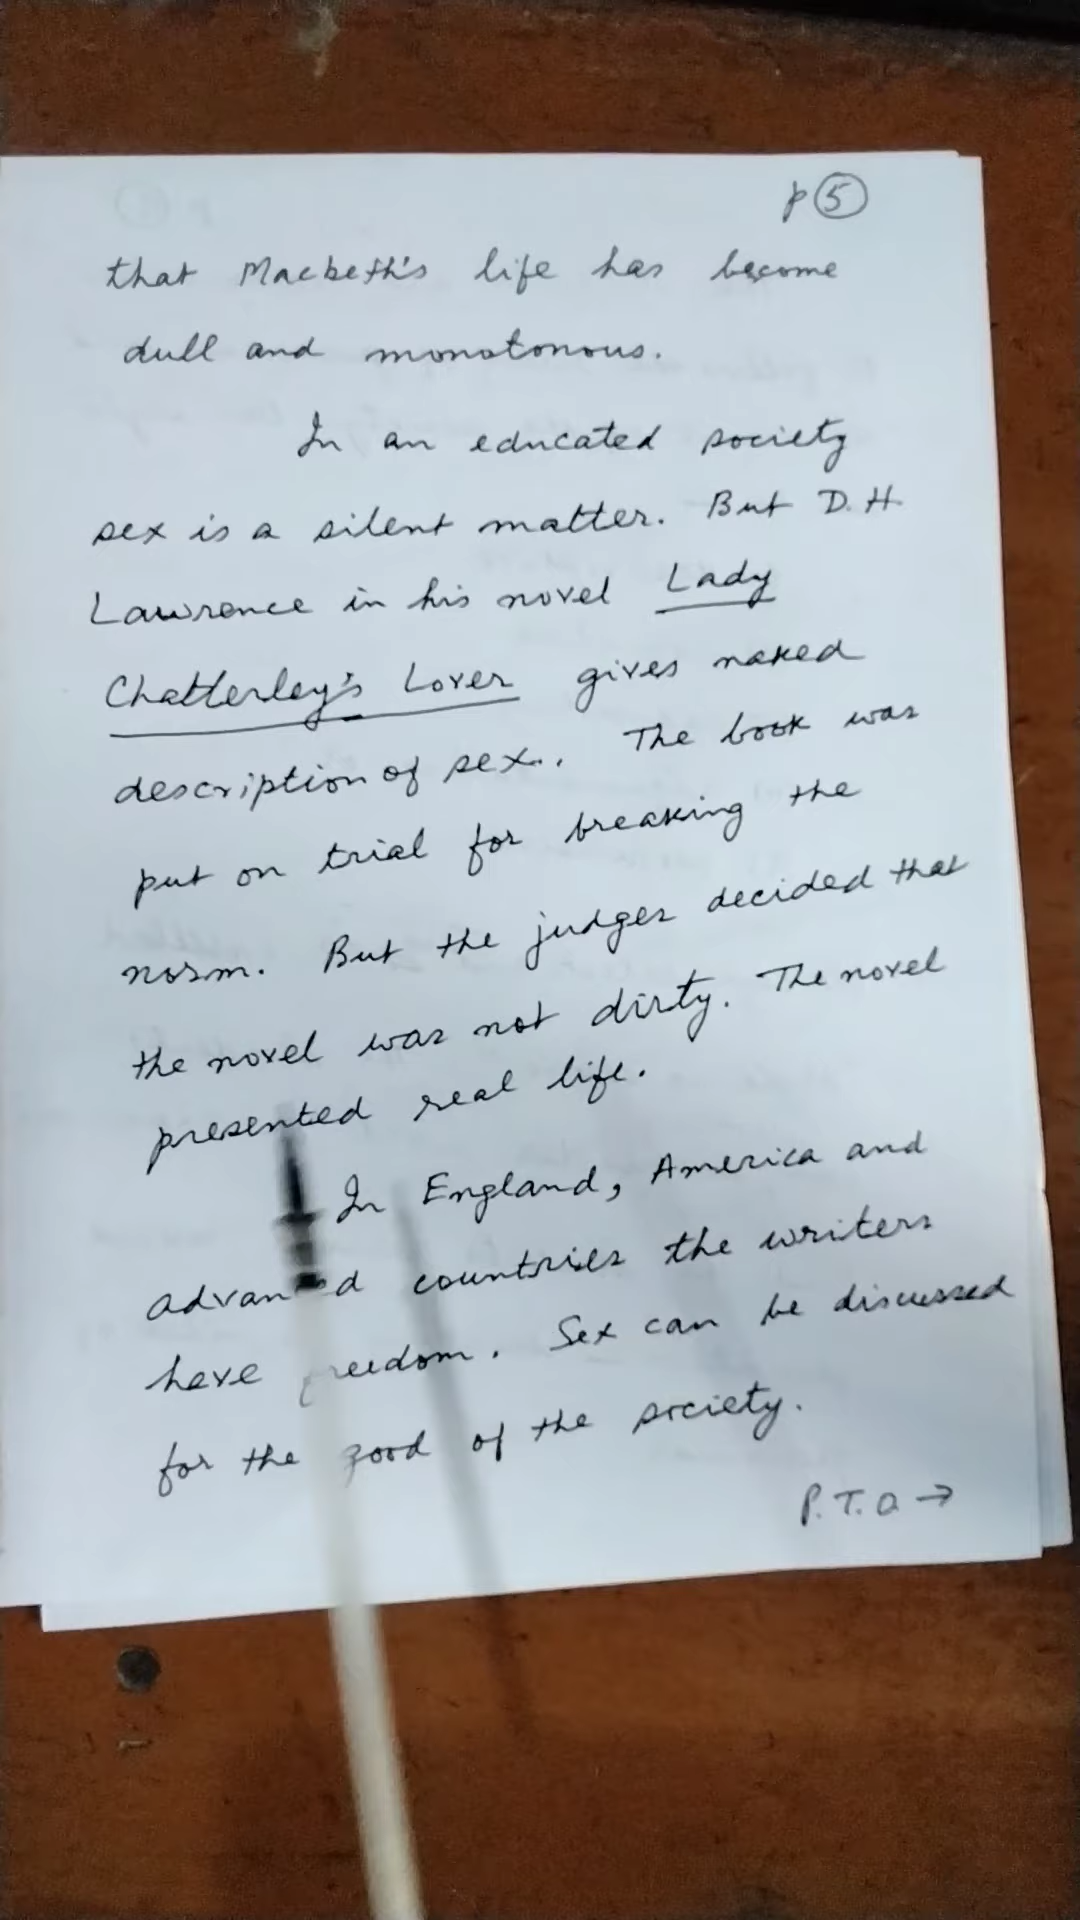 p 5
that Macbeth's life has become
dull and monotonous.
In an educated society
sex is a silent matter. But D.H.
Lawrence in his novel Lady
Chatterley's Lover gives naked
description of sex. The book was
put on trial for breaking the
norm. But the judges decided that
the novel was not dirty. The novel
presented real life.
In England, America and
advanced countries the writers
have freedom. Sex can be discussed
for the good of the society.
P.T.O →